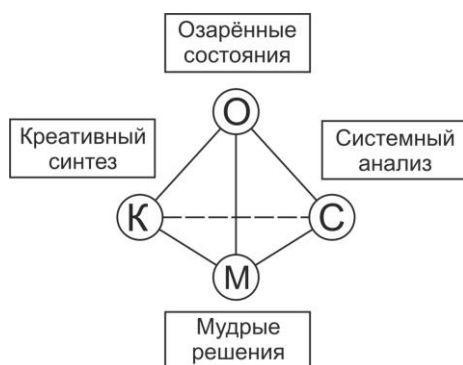 Озарённые
состояния
О
Креативный
синтез
Системный
анализ
К
С
М
Мудрые
решения